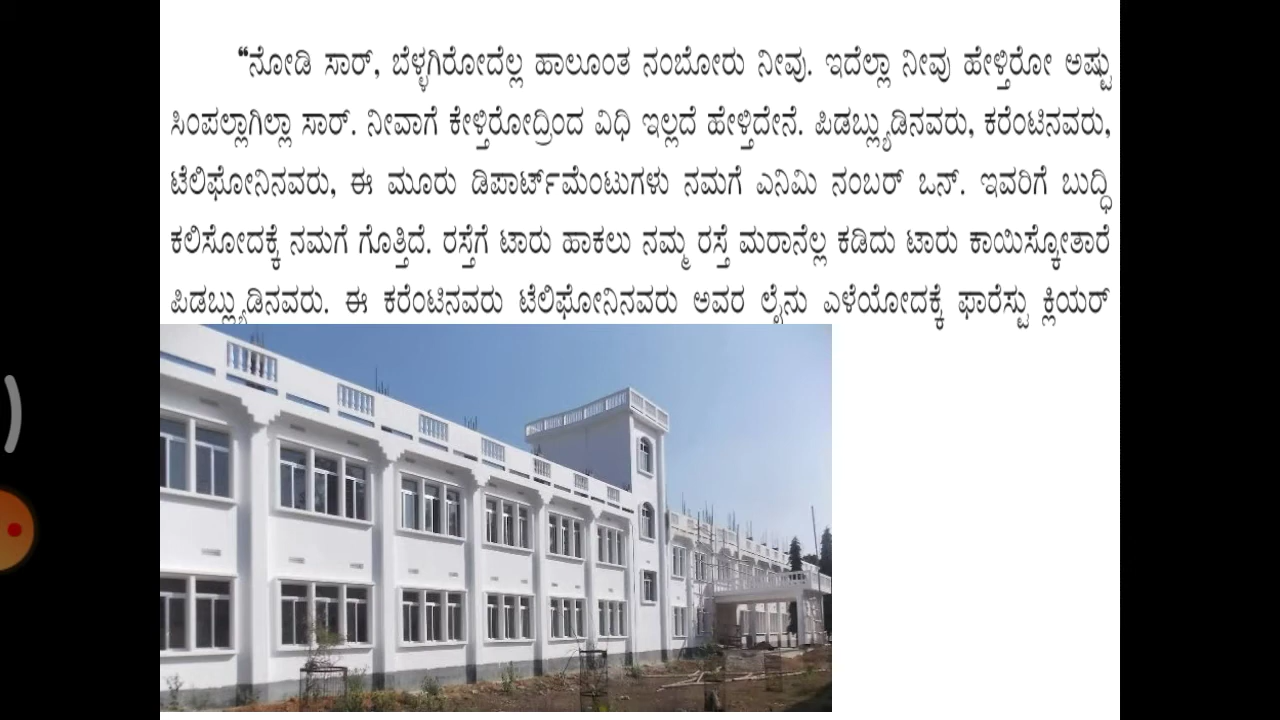 “ನೋಡಿ ಸಾರ್, ಬೆಳ್ಳಗಿರೋದೆಲ್ಲ ಹಾಲೂಂತ ನಂಬೋರು ನೀವು. ಇದೆಲ್ಲಾ ನೀವು ಹೇಳ್ತಿರೋ ಅಷ್ಟು
ಸಿಂಪಲ್ಲಾಗಿಲ್ಲಾ ಸಾರ್. ನೀವಾಗೆ ಕೇಳ್ತಿರೋದ್ರಿಂದ ವಿಧಿ ಇಲ್ಲದೆ ಹೇಳ್ತಿದೇನೆ. ಪಿಡಬ್ಲ್ಯುಡಿನವರು, ಕರೆಂಟಿನವರು,
ಟೆಲಿಫೋನಿನವರು, ಈ ಮೂರು ಡಿಪಾರ್ಟ್‌ಮೆಂಟುಗಳು ನಮಗೆ ಎನಿಮಿ ನಂಬರ್ ಒನ್. ಇವರಿಗೆ ಬುದ್ಧಿ
ಕಲಿಸೋದಕ್ಕೆ ನಮಗೆ ಗೊತ್ತಿದೆ. ರಸ್ತೆಗೆ ಟಾರು ಹಾಕಲು ನಮ್ಮ ರಸ್ತೆ ಮರಾನೆಲ್ಲ ಕಡಿದು ಟಾರು ಕಾಯಿಸ್ಕೋತಾರೆ
ಪಿಡಬ್ಲ್ಯುಡಿನವರು. ಈ ಕರೆಂಟಿನವರು ಟೆಲಿಫೋನಿನವರು ಅವರ ಲೈನು ಎಳೆಯೋದಕ್ಕೆ ಫಾರೆಸ್ಟು ಕ್ಲಿಯರ್